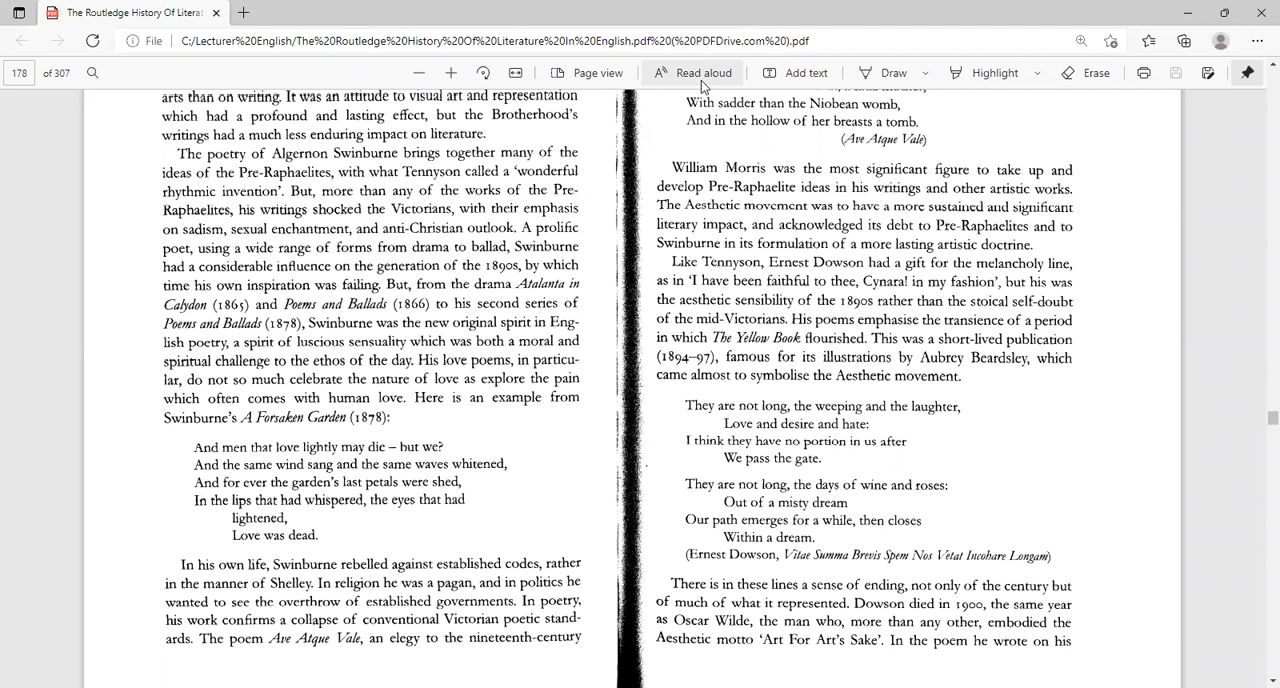 The Routledge History Of Literat
File C:/Lecturer%20English/The%20Routledge%20History%20Of%20Literature%20In%20English.pdf%20(%20PDFDrive.com%20).pdf
178 of 307 Page view Read aloud Add text Draw Highlight Erase
arts than on writing. It was an attitude to visual art and representation
which had a profound and lasting effect, but the Brotherhood's
writings had a much less enduring impact on literature.
The poetry of Algernon Swinburne brings together many of the
ideas of the Pre-Raphaelites, with what Tennyson called a 'wonderful
rhythmic invention'. But, more than any of the works of the Pre-
Raphaelites, his writings shocked the Victorians, with their emphasis
on sadism, sexual enchantment, and anti-Christian outlook. A prolific
poet, using a wide range of forms from drama to ballad, Swinburne
had a considerable influence on the generation of the 1890s, by which
time his own inspiration was failing. But, from the drama Atalanta in
Calydon (1865) and Poems and Ballads (1866) to his second series of
Poems and Ballads (1878), Swinburne was the new original spirit in Eng-
lish poetry, a spirit of luscious sensuality which was both a moral and
spiritual challenge to the ethos of the day. His love poems, in particu-
lar, do not so much celebrate the nature of love as explore the pain
which often comes with human love. Here is an example from
Swinburne's A Forsaken Garden (1878):
And men that love lightly may die – but we?
And the same wind sang and the same waves whitened,
And for ever the garden's last petals were shed,
In the lips that had whispered, the eyes that had
lightened,
Love was dead.
In his own life, Swinburne rebelled against established codes, rather
in the manner of Shelley. In religion he was a pagan, and in politics he
wanted to see the overthrow of established governments. In poetry,
his work confirms a collapse of conventional Victorian poetic stand-
ards. The poem Ave Atque Vale, an elegy to the nineteenth-century
With sadder than the Niobean womb,
And in the hollow of her breasts a tomb.
(Ave Atque Vale)
William Morris was the most significant figure to take up and
develop Pre-Raphaelite ideas in his writings and other artistic works.
The Aesthetic movement was to have a more sustained and significant
literary impact, and acknowledged its debt to Pre-Raphaelites and to
Swinburne in its formulation of a more lasting artistic doctrine.
Like Tennyson, Ernest Dowson had a gift for the melancholy line,
as in 'I have been faithful to thee, Cynara! in my fashion', but his was
the aesthetic sensibility of the 1890s rather than the stoical self-doubt
of the mid-Victorians. His poems emphasise the transience of a period
in which The Yellow Book flourished. This was a short-lived publication
(1894–97), famous for its illustrations by Aubrey Beardsley, which
came almost to symbolise the Aesthetic movement.
They are not long, the weeping and the laughter,
Love and desire and hate:
I think they have no portion in us after
We pass the gate.
They are not long, the days of wine and roses:
Out of a misty dream
Our path emerges for a while, then closes
Within a dream.
(Ernest Dowson, Vitae Summa Brevis Spem Nos Vetat Incohare Longam)
There is in these lines a sense of ending, not only of the century but
of much of what it represented. Dowson died in 1900, the same year
as Oscar Wilde, the man who, more than any other, embodied the
Aesthetic motto 'Art For Art's Sake'. In the poem he wrote on his